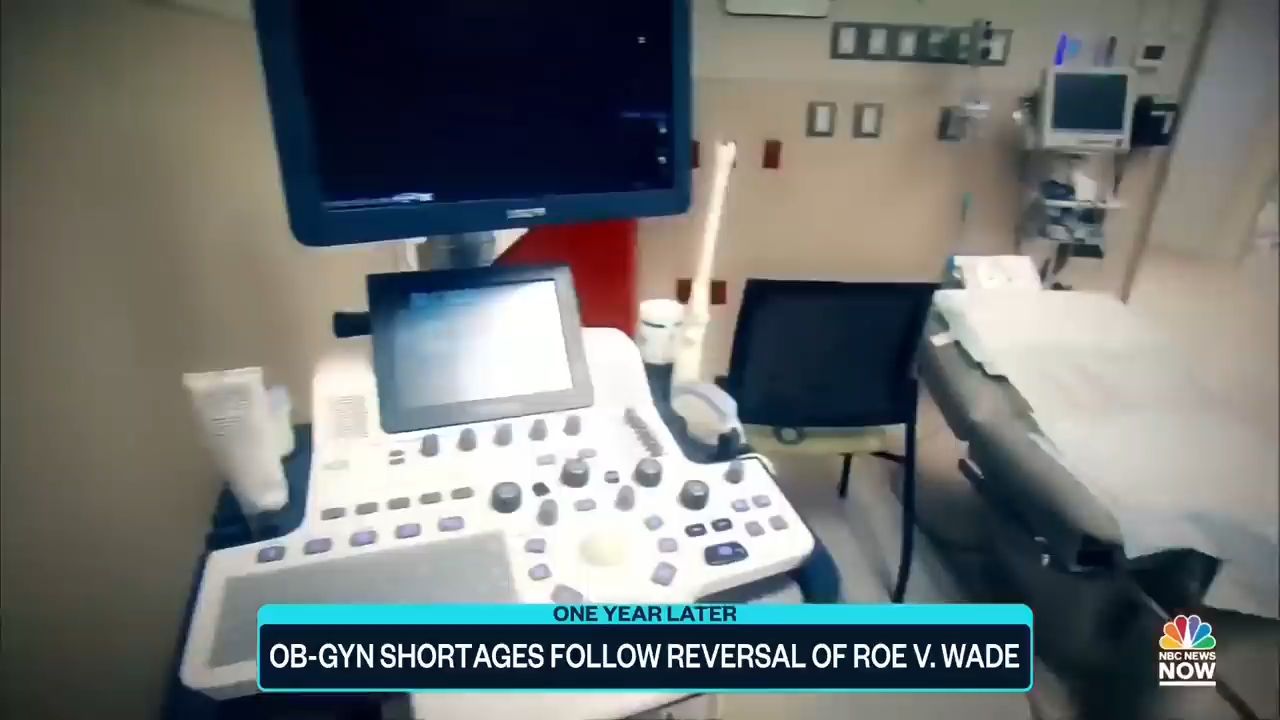 ONE YEAR LATER
OB-GYN SHORTAGES FOLLOW REVERSAL OF ROE V. WADE
NBC NEWS
NOW